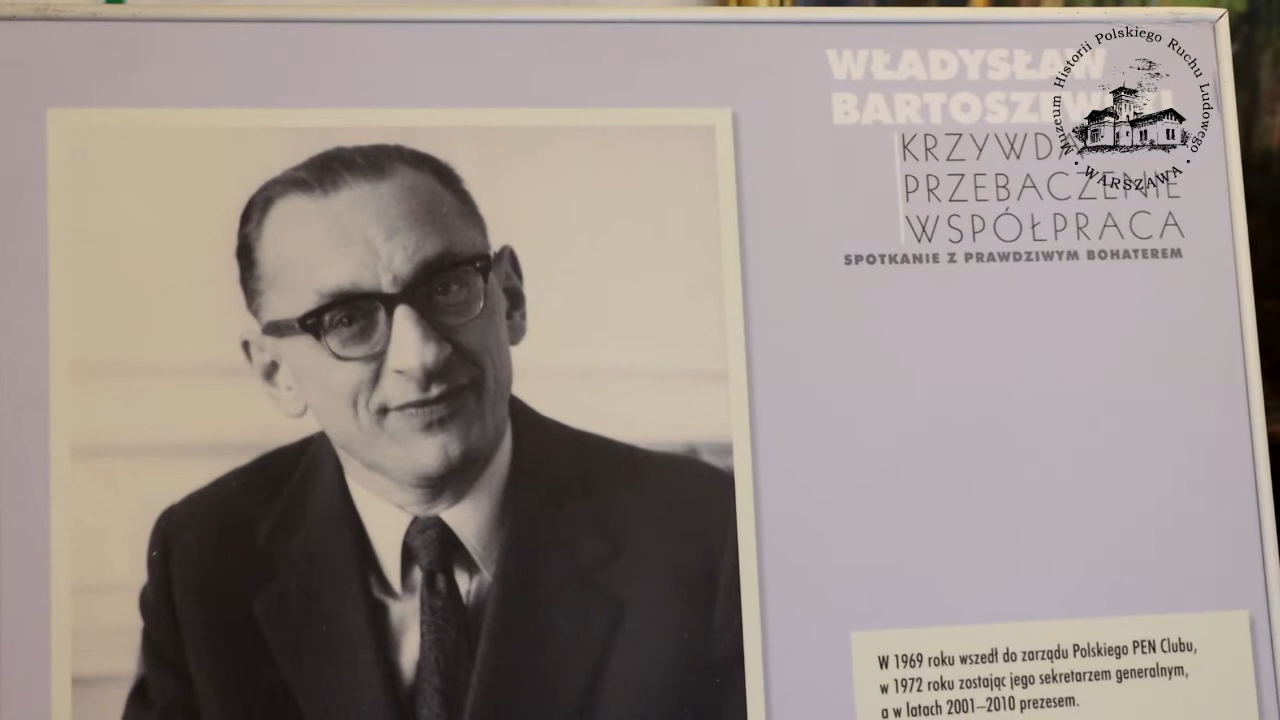 WŁADYSŁAW
BARTOSZEWSKI
KRZYWDA
PRZEBACZENIE
WSPÓŁPRACA
SPOTKANIE Z PRAWDZIWYM BOHATEREM
Muzeum Historii Polskiego Ruchu Ludowego
• WARSZAWA •
W 1969 roku wszedł do zarządu Polskiego PEN Clubu,
w 1972 roku zostając jego sekretarzem generalnym,
a w latach 2001–2010 prezesem.